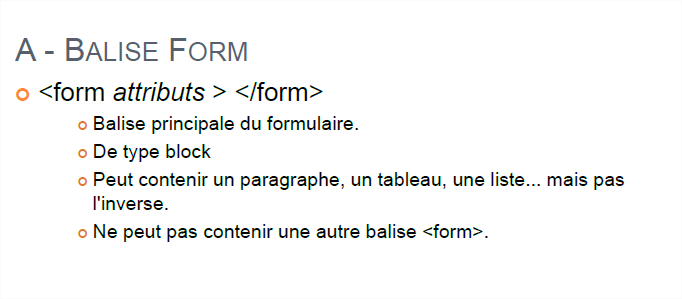 A - BALISE FORM
<form attributs > </form>
Balise principale du formulaire.
De type block
Peut contenir un paragraphe, un tableau, une liste... mais pas
l'inverse.
Ne peut pas contenir une autre balise <form>.